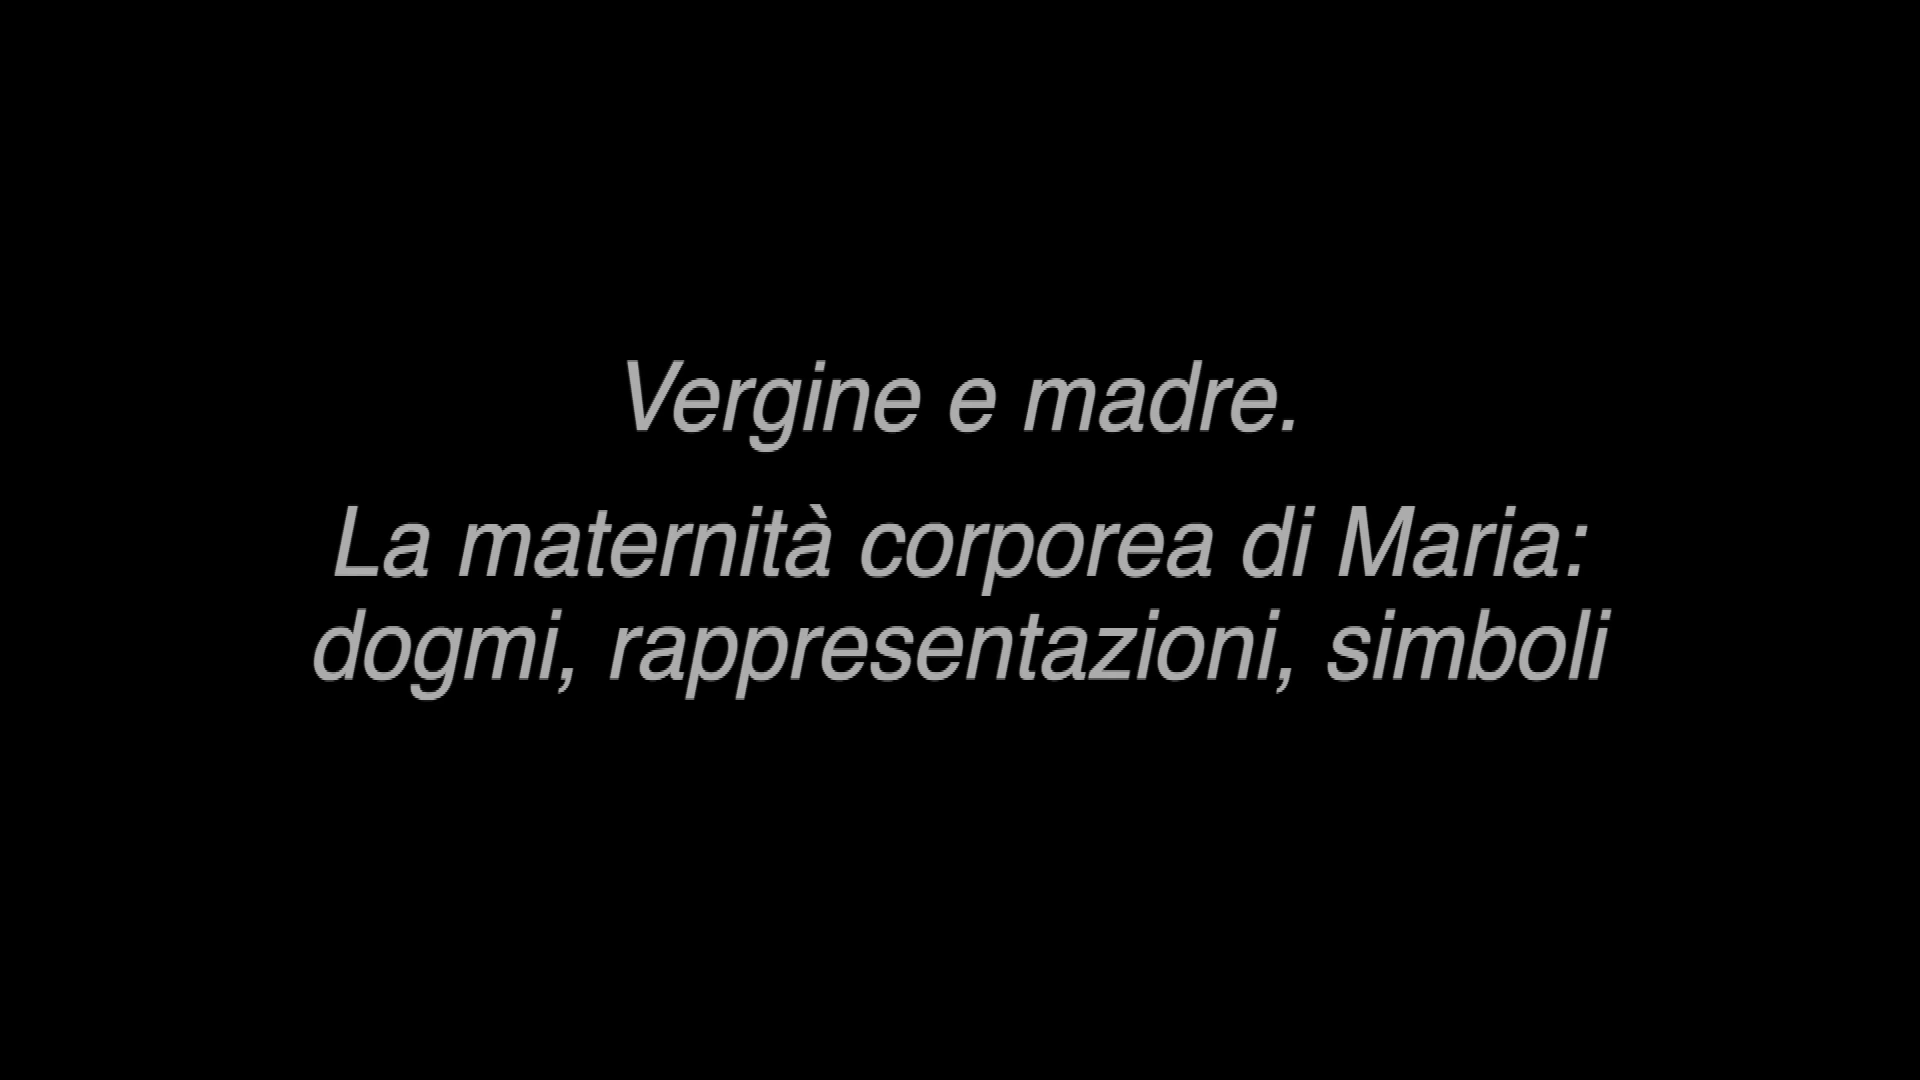 Vergine e madre.
La maternità corporea di Maria:
dogmi, rappresentazioni, simboli